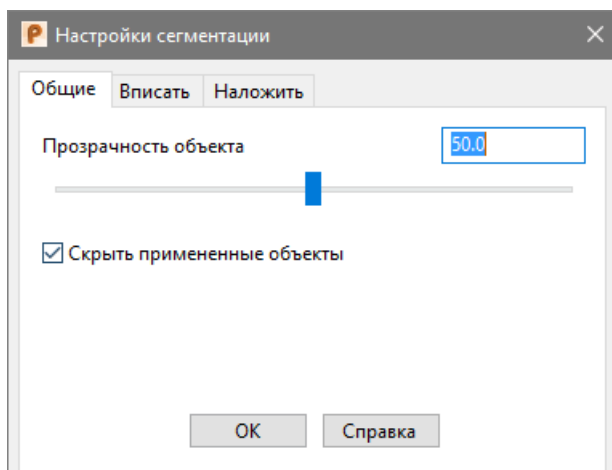 Настройки сегментации
Общие Вписать Наложить
Прозрачность объекта 50.0
Скрыть примененные объекты
OK Справка